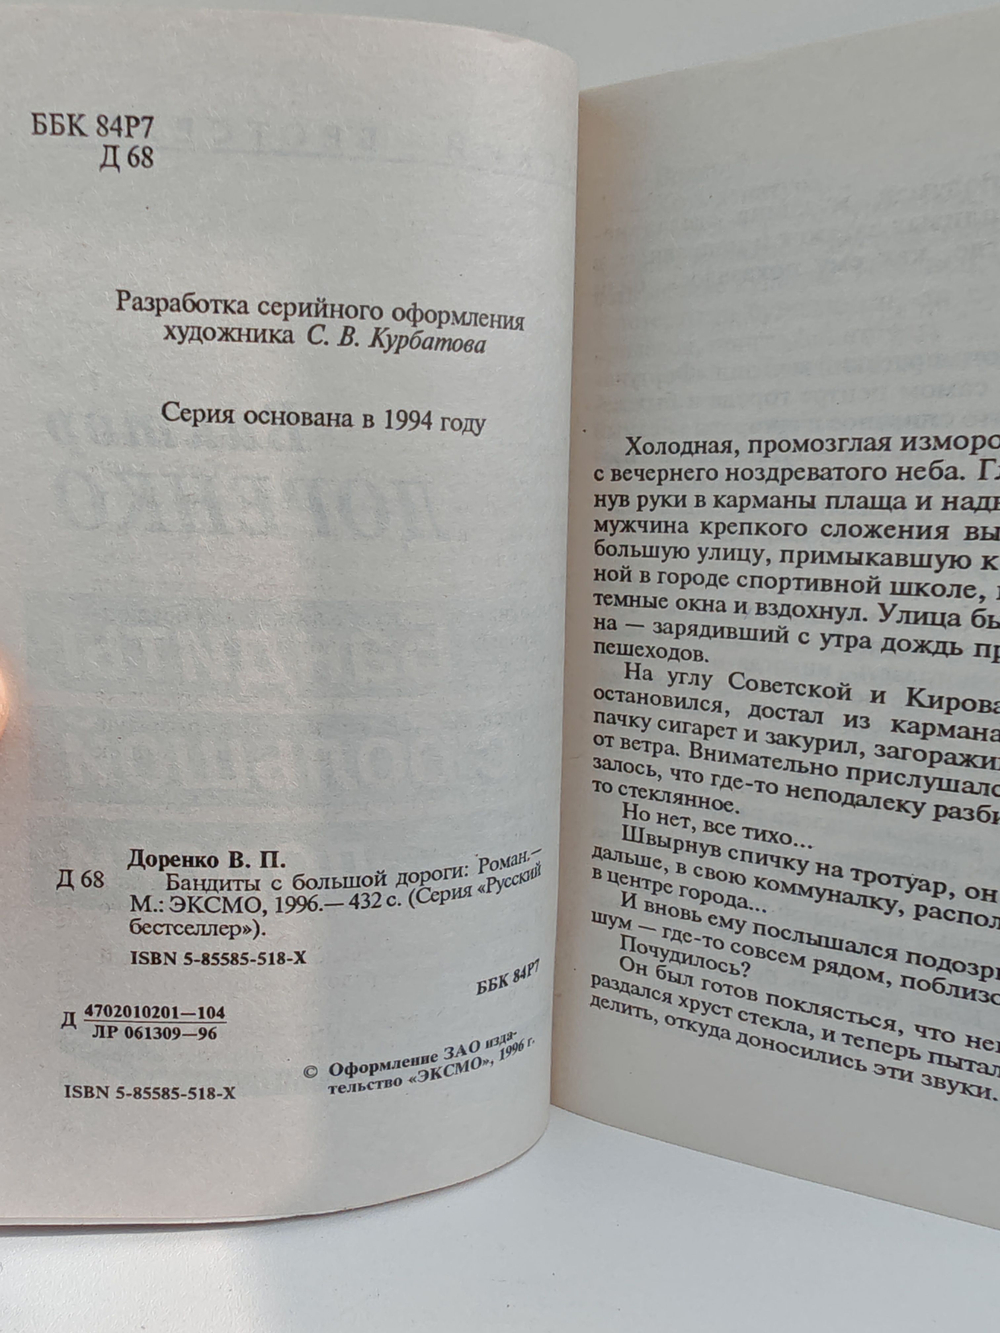 ББК 84Р7
Д 68
Разработка серийного оформления
художника С. В. Курбатова
Серия основана в 1994 году
Доренко В. П.
Д 68
Бандиты с большой дороги: Роман.—
М.: ЭКСМО, 1996.— 432 с. (Серия «Русский
бестселлер»).
ISBN 5-85585-518-X
ББК 84Р7
Д 4702010201—104
ЛР 061309—96
© Оформление ЗАО изда-
тельство «ЭКСМО», 1996 г.
ISBN 5-85585-518-X
Холодная, промозглая изморо
с вечернего ноздреватого неба. Гл
нув руки в карманы плаща и надв
мужчина крепкого сложения вы
большую улицу, примыкавшую к
ной в городе спортивной школе,
темные окна и вздохнул. Улица бы
на — зарядивший с утра дождь пр
пешеходов.
На углу Советской и Кирова
остановился, достал из кармана
пачку сигарет и закурил, загоражи
от ветра. Внимательно прислушалс
залось, что где-то неподалеку разби
то стеклянное.
Но нет, все тихо...
Швырнув спичку на тротуар, он
дальше, в свою коммуналку, распол
в центре города...
И вновь ему послышался подозри
шум — где-то совсем рядом, поблизо
Почудилось?
Он был готов поклясться, что не
раздался хруст стекла, и теперь пытал
делить, откуда доносились эти звуки.